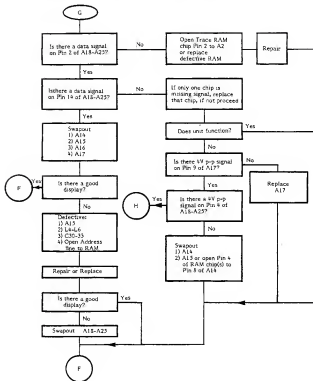 G
Is there a data signal
on Pin 2 of A18-A25?
No
Open Trace RAM
chip Pin 2 to A2
or replace
defective RAM
Repair
Yes
Is there a data signal
on Pin 14 of A18-A25?
No
If only one chip is
missing signal, replace
that chip, if not proceed
Yes
Does unit function?
Swapout
1) A14
2) A15
3) A16
4) A17
Is there 4V p-p signal
on Pin 9 of A17?
No
Replace
A17
Yes
F
Yes
Is there a good
display?
No
H
Yes
Is there a 4V p-p
signal on Pin 4 of
A18-A25?
No
Defective:
1) A15
2) L4-L6
3) C30-35
4) Open Address
line to RAM
Swapout
1) A14
2) A15 or open Pin 4
of RAM chip(s) to
Pin 8 of A14
Repair or Replace
Is there a good
display?
Yes
No
Swapout A18-A25
F